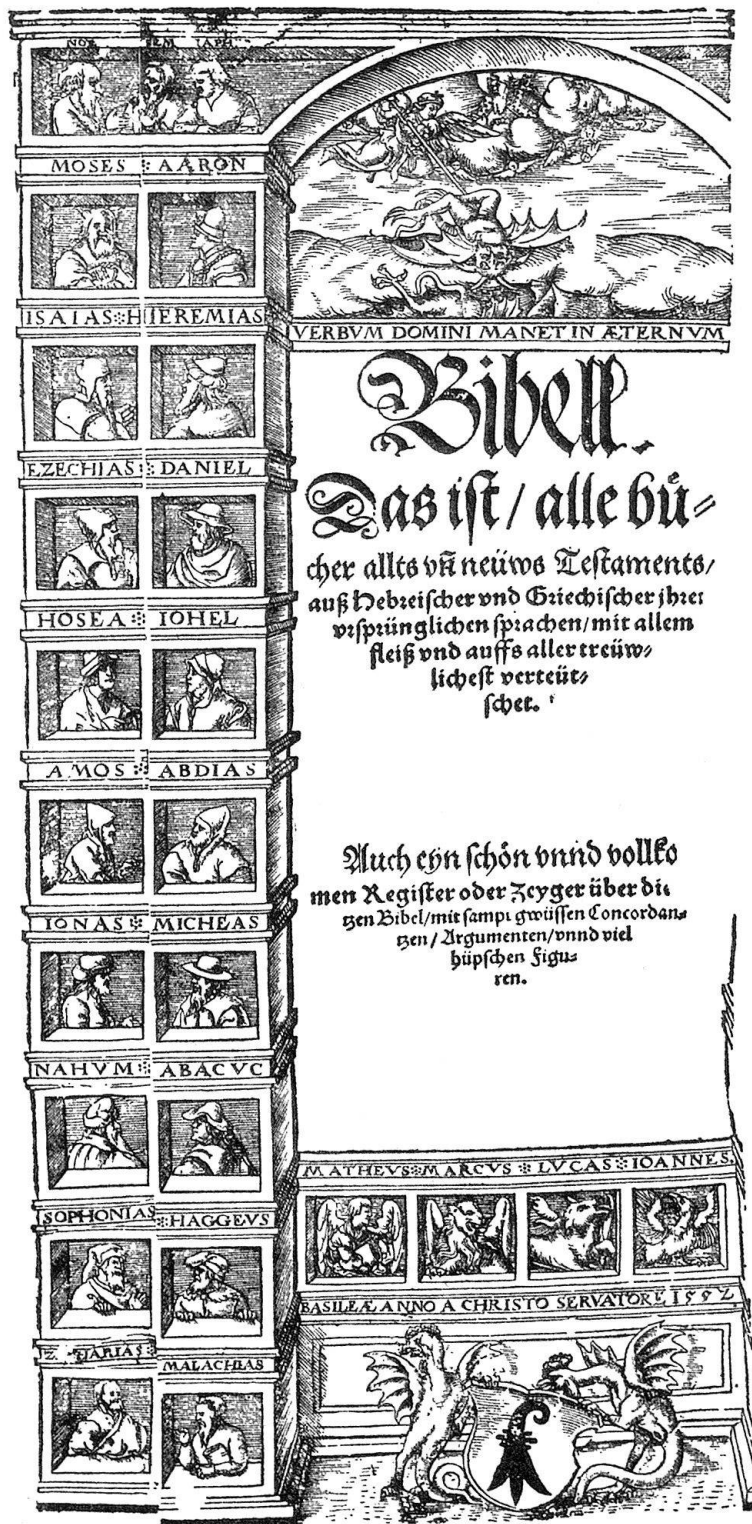 NOE SEM IAPH
MOSES AARON
ISAIAS HIEREMIAS
EZECHIAS DANIEL
HOSEA IOHEL
AMOS ABDIAS
IONAS MICHEAS
NAHVM ABACVC
SOPHONIAS HAGGEVS
MALACHIAS
VERBVM DOMINI MANET IN ÆTERNVM
Bibell.
Das ist / alle buͤ⸗
cher allts vñ neüws Testaments/
auß Hebreischer vnd Griechischer jhrer
vrsprünglichen sprachen/mit allem
fleiß vnd auffs aller treüw⸗
lichest verteüt⸗
schet.
Auch eyn schön vnnd vollko
men Register oder Zeyger über die
tzen Bibel/mit sampt gwüssen Concordan⸗
tzen / Argumenten/vnnd viel
hüpschen Figu⸗
ren.
MATHEVS MARCVS LVCAS IOANNES
BASILEÆ ANNO A CHRISTO SERVATORE 1552